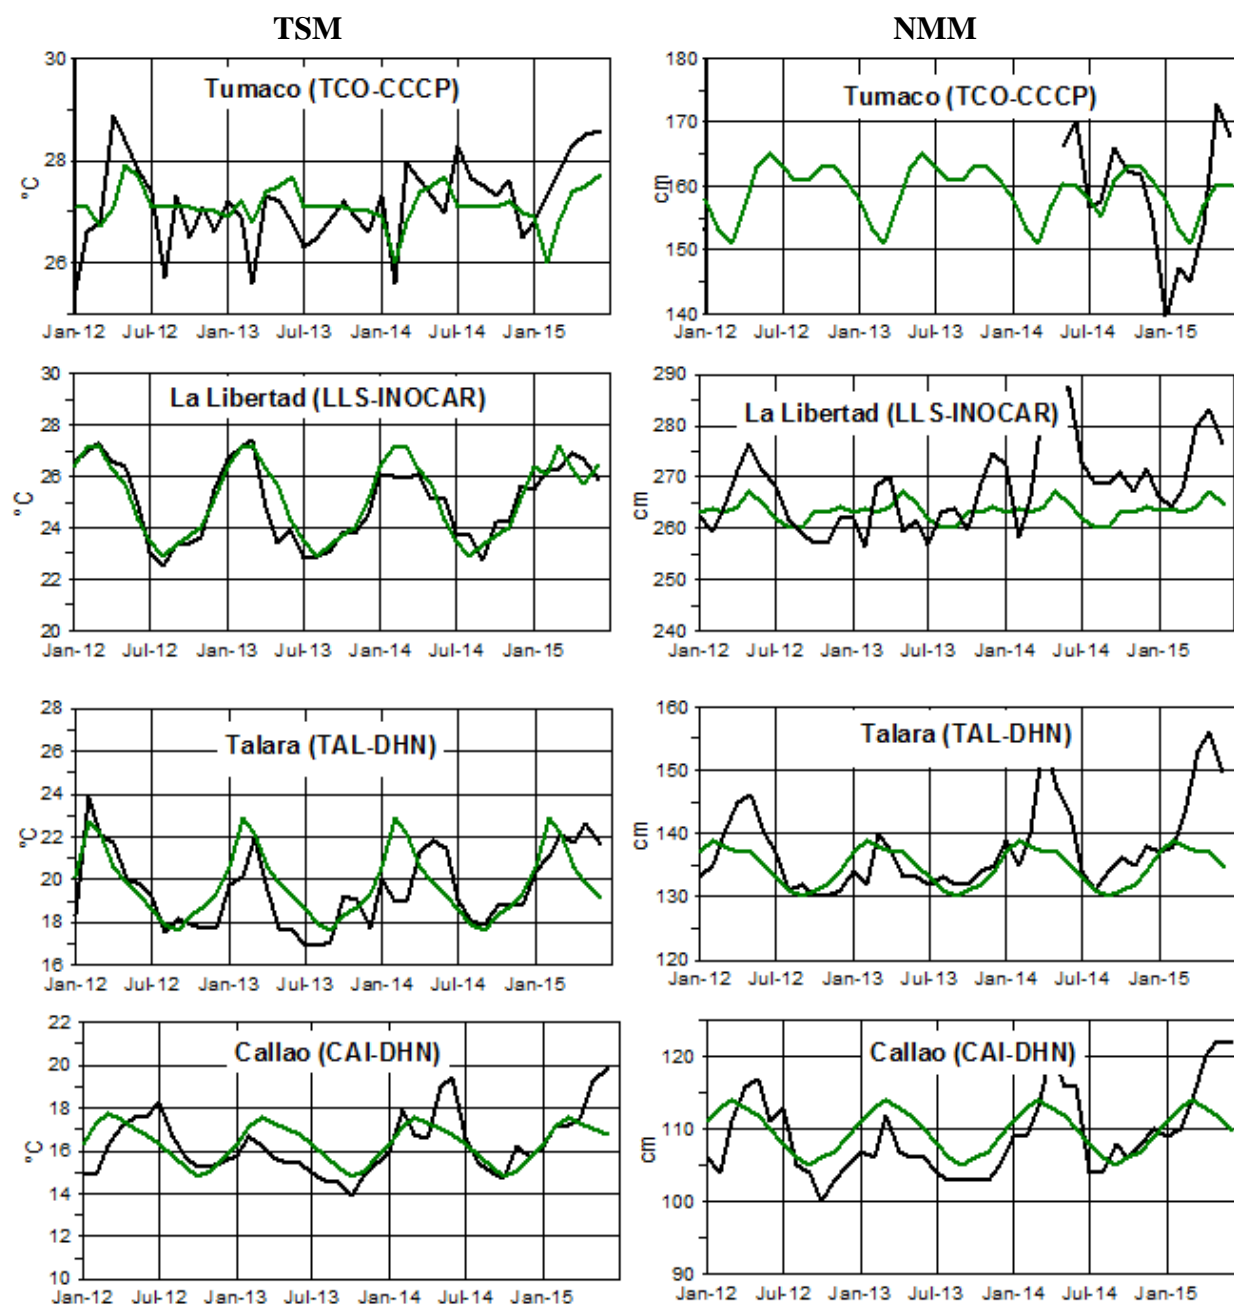 TSM
NMM
30
28
26
°C
Tumaco (TCO-CCCP)
Jan-12 Jul-12 Jan-13 Jul-13 Jan-14 Jul-14 Jan-15
180
170
160
150
140
cm
Tumaco (TCO-CCCP)
Jan-12 Jul-12 Jan-13 Jul-13 Jan-14 Jul-14 Jan-15
30
28
26
24
22
20
°C
La Libertad (LLS-INOCAR)
Jan-12 Jul-12 Jan-13 Jul-13 Jan-14 Jul-14 Jan-15
290
280
270
260
250
240
cm
La Libertad (LLS-INOCAR)
Jan-12 Jul-12 Jan-13 Jul-13 Jan-14 Jul-14 Jan-15
28
26
24
22
20
18
16
°C
Talara (TAL-DHN)
Jan-12 Jul-12 Jan-13 Jul-13 Jan-14 Jul-14 Jan-15
160
150
140
130
120
cm
Talara (TAL-DHN)
Jan-12 Jul-12 Jan-13 Jul-13 Jan-14 Jul-14 Jan-15
22
20
18
16
14
12
10
°C
Callao (CAI-DHN)
Jan-12 Jul-12 Jan-13 Jul-13 Jan-14 Jul-14 Jan-15
120
110
100
90
cm
Callao (CAI-DHN)
Jan-12 Jul-12 Jan-13 Jul-13 Jan-14 Jul-14 Jan-15